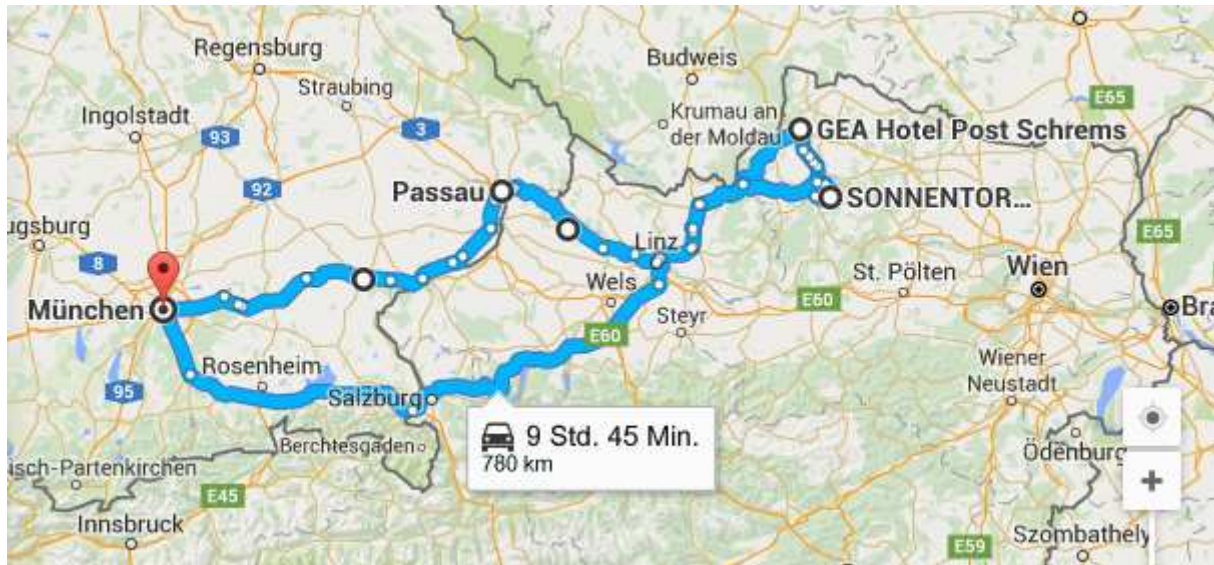 Regensburg
Budweis
Straubing
E65
Ingolstadt
3
Krumau an
der Moldau
GEA Hotel Post Schrems
93
92
Passau
SONNENTOR...
ugsburg
8
Linz
E65
Wels
St. Pölten
Wien
München
E60
Bra
Steyr
E60
Rosenheim
Wiener
Neustadt
95
Salzburg
9 Std. 45 Min.
780 km
Berchtesgaden
Ödenburg
isch-Partenkirchen
E45
+
Innsbruck
E59
Szombathely